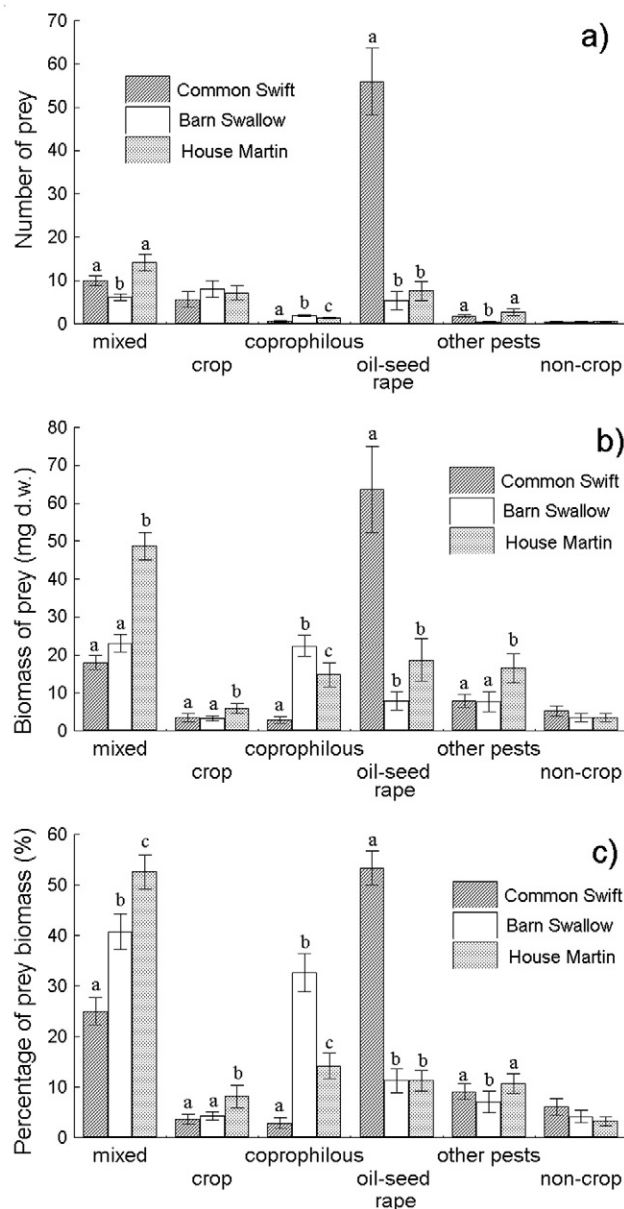 a)
Number of prey
70
60
50
40
30
20
10
0
Common Swift
Barn Swallow
House Martin
a
b
a
a
b
c
a
b
b
a
b
a
mixed
crop
coprophilous
oil-seed
rape
other pests
non-crop
b)
Biomass of prey (mg d.w.)
80
70
60
50
40
30
20
10
0
Common Swift
Barn Swallow
House Martin
a
a
b
a
a
b
a
b
c
a
b
b
a
a
b
mixed
crop
coprophilous
oil-seed
rape
other pests
non-crop
c)
Percentage of prey biomass (%)
60
50
40
30
20
10
0
Common Swift
Barn Swallow
House Martin
a
b
c
a
a
b
a
b
c
a
b
b
a
b
a
mixed
crop
coprophilous
oil-seed
rape
other pests
non-crop